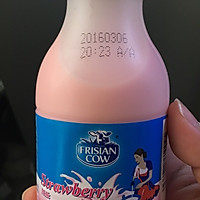 20160306
20:23 A/A
FRISIAN
COW
Strawberry